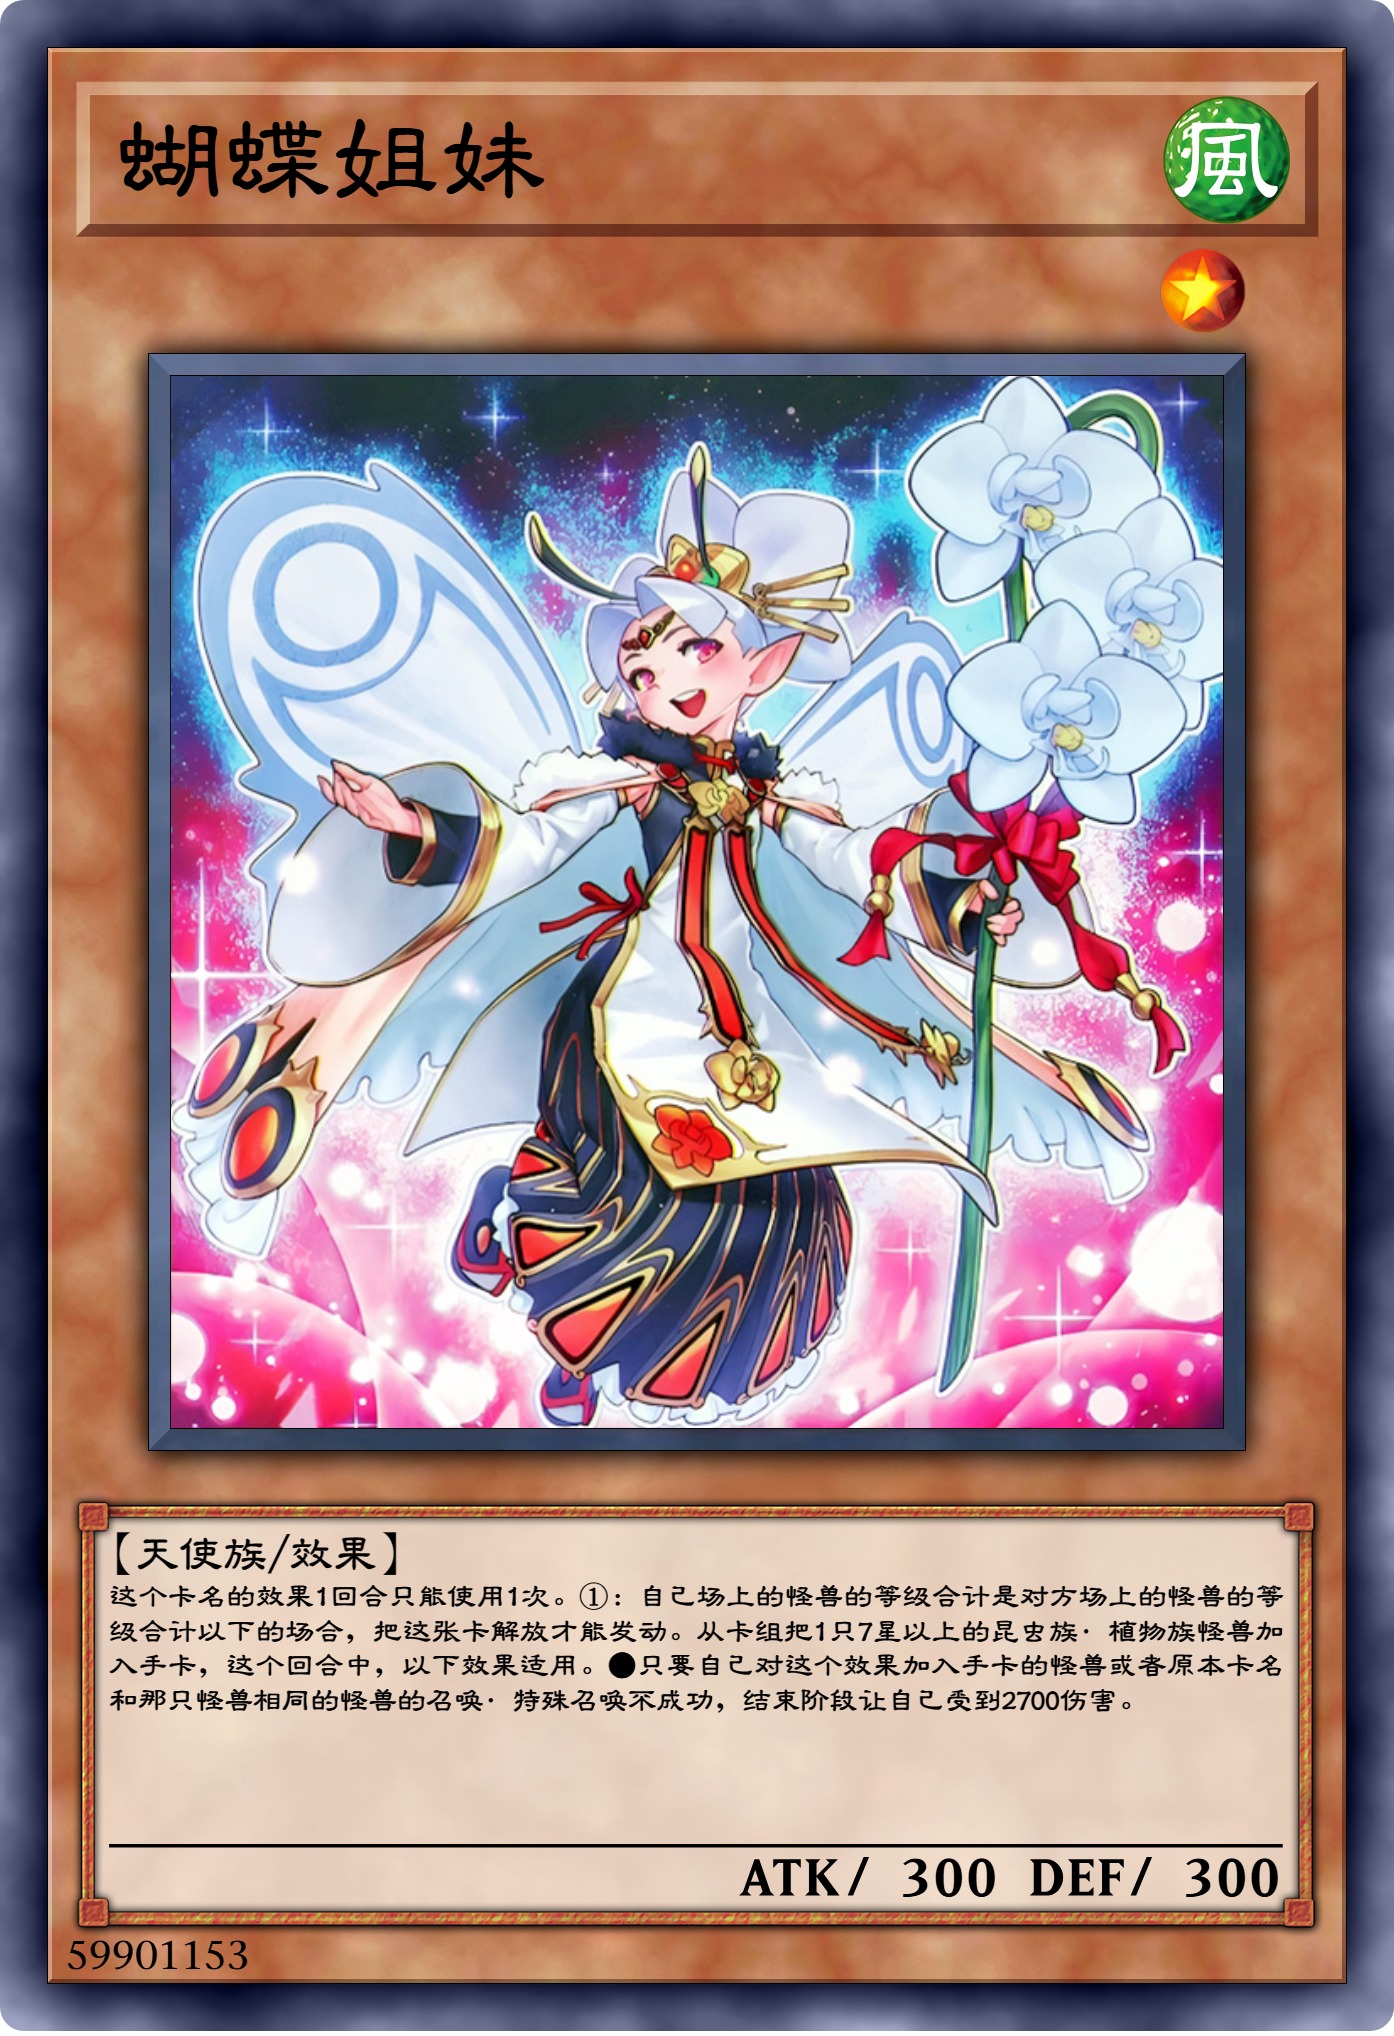 蝴蝶姐妹
風
【天使族/效果】
这个卡名的效果1回合只能使用1次。①：自己场上的怪兽的等级合计是对方场上的怪兽的等
级合计以下的场合，把这张卡解放才能发动。从卡组把1只7星以上的昆虫族·植物族怪兽加
入手卡，这个回合中，以下效果适用。●只要自己对这个效果加入手卡的怪兽或者原本卡名
和那只怪兽相同的怪兽的召唤·特殊召唤不成功，结束阶段让自己受到2700伤害。
ATK/ 300 DEF/ 300
59901153